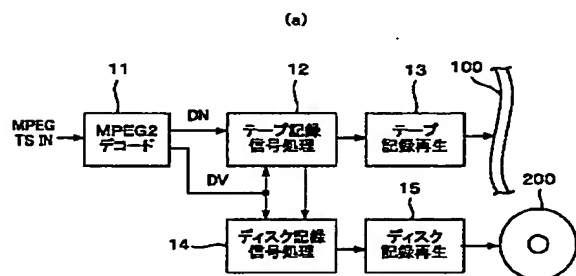 (a)
11
12
13
100
MPEG
TS IN
MPEG2
デコード
DN
テープ記録
信号処理
テープ
記録再生
DV
15
200
14
ディスク記録
信号処理
ディスク
記録再生